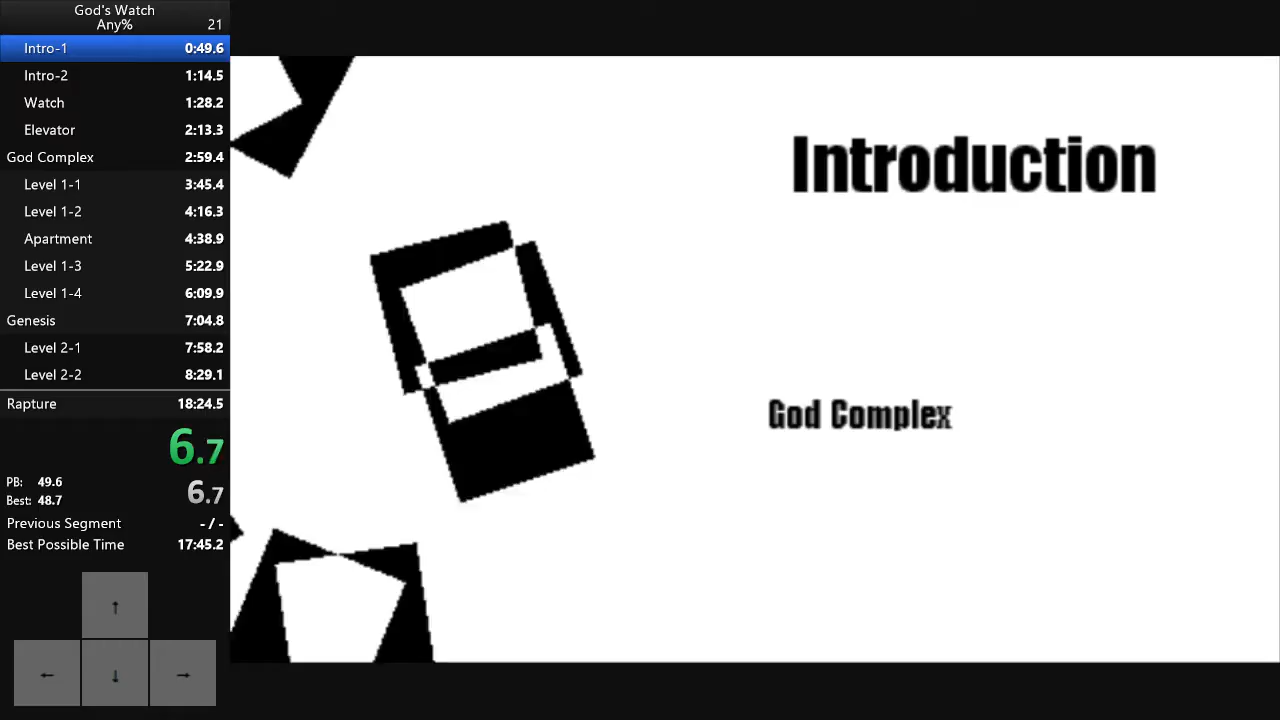 God's Watch
Any% 21
Intro-1 0:49.6
Intro-2 1:14.5
Watch 1:28.2
Elevator 2:13.3
God Complex 2:59.4
Level 1-1 3:45.4
Level 1-2 4:16.3
Apartment 4:38.9
Level 1-3 5:22.9
Level 1-4 6:09.9
Genesis 7:04.8
Level 2-1 7:58.2
Level 2-2 8:29.1
Rapture 18:24.5
6.7
PB: 49.6
Best: 48.7
6.7
Previous Segment - / -
Best Possible Time 17:45.2
↑
← ↓ →
Introduction
God Complex